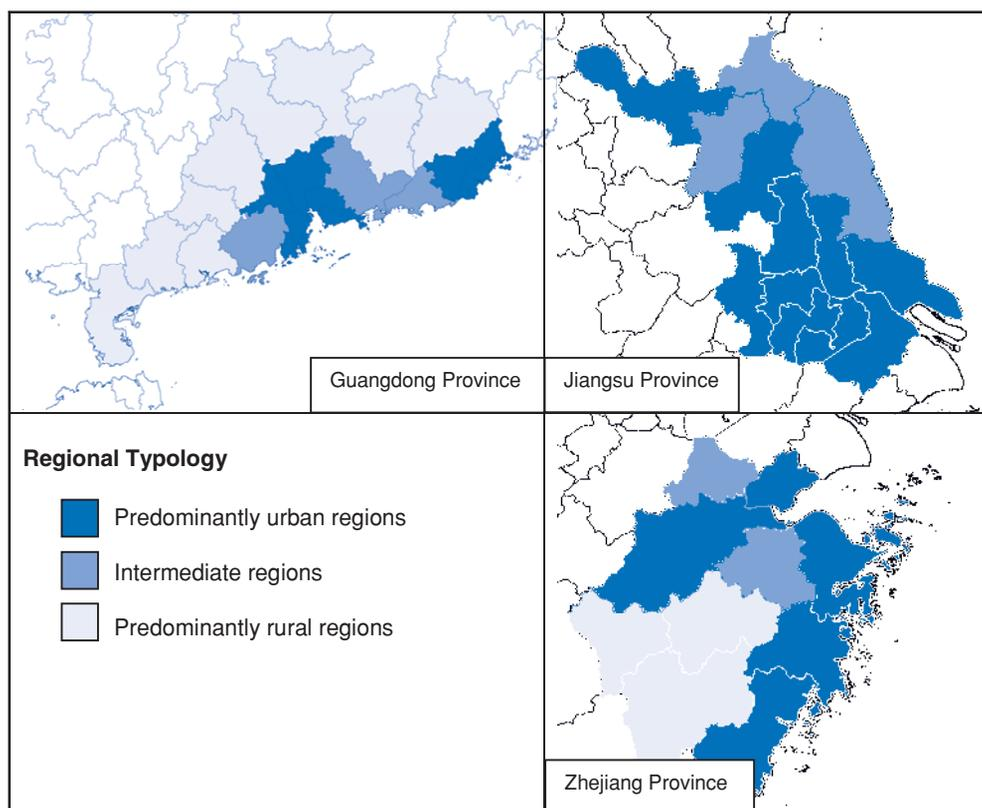 Guangdong Province
Jiangsu Province
Regional Typology
Predominantly urban regions
Intermediate regions
Predominantly rural regions
Zhejiang Province